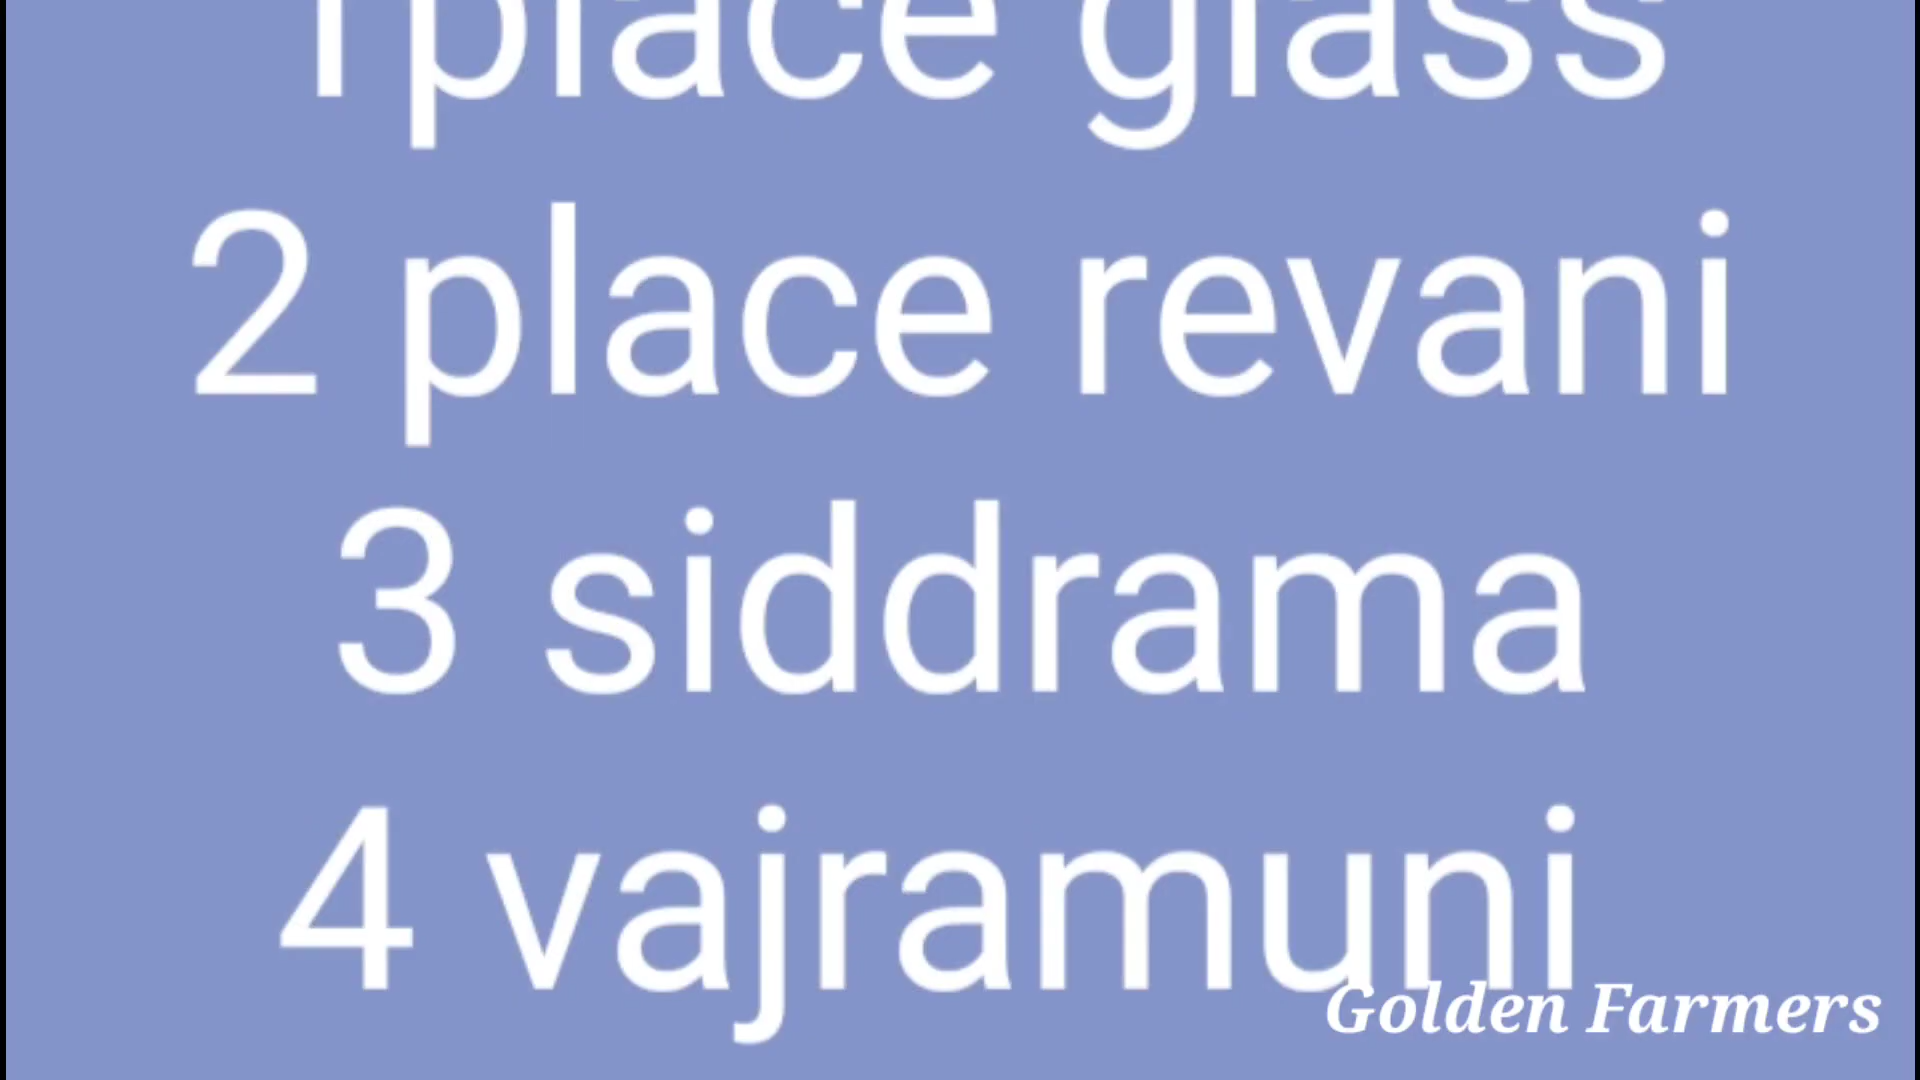 1place glass
2 place revani
3 siddrama
4 vajramuni
Golden Farmers